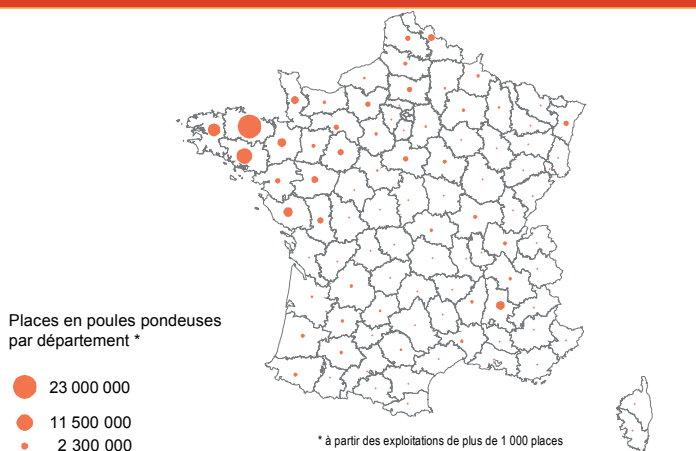 Places en poules pondeuses
par département *
23 000 000
11 500 000
2 300 000
* à partir des exploitations de plus de 1 000 places